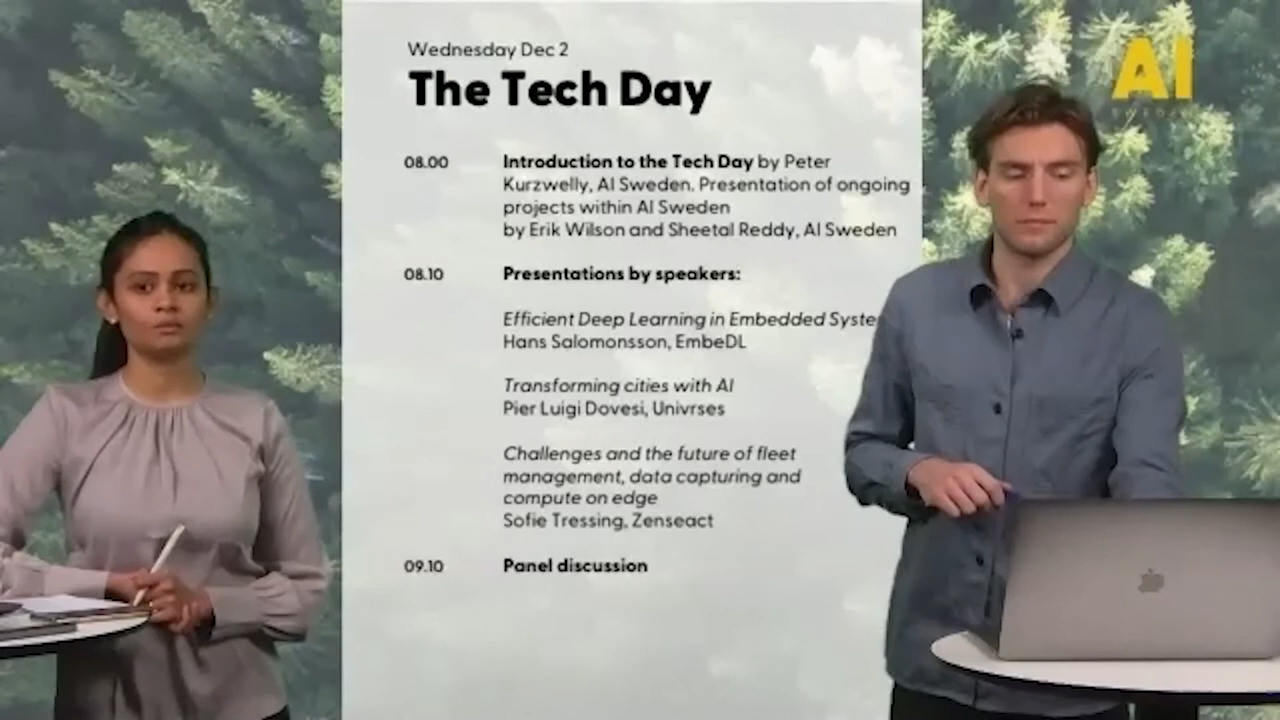 Wednesday Dec 2
The Tech Day
AI
08.00 Introduction to the Tech Day by Peter
Kurzwelly, AI Sweden. Presentation of ongoing
projects within AI Sweden
by Erik Wilson and Sheetal Reddy, AI Sweden
08.10 Presentations by speakers:
Efficient Deep Learning in Embedded Syste
Hans Salomonsson, EmbeDL
Transforming cities with AI
Pier Luigi Dovesi, Univrses
Challenges and the future of fleet
management, data capturing and
compute on edge
Sofie Tressing, Zenseact
09.10 Panel discussion